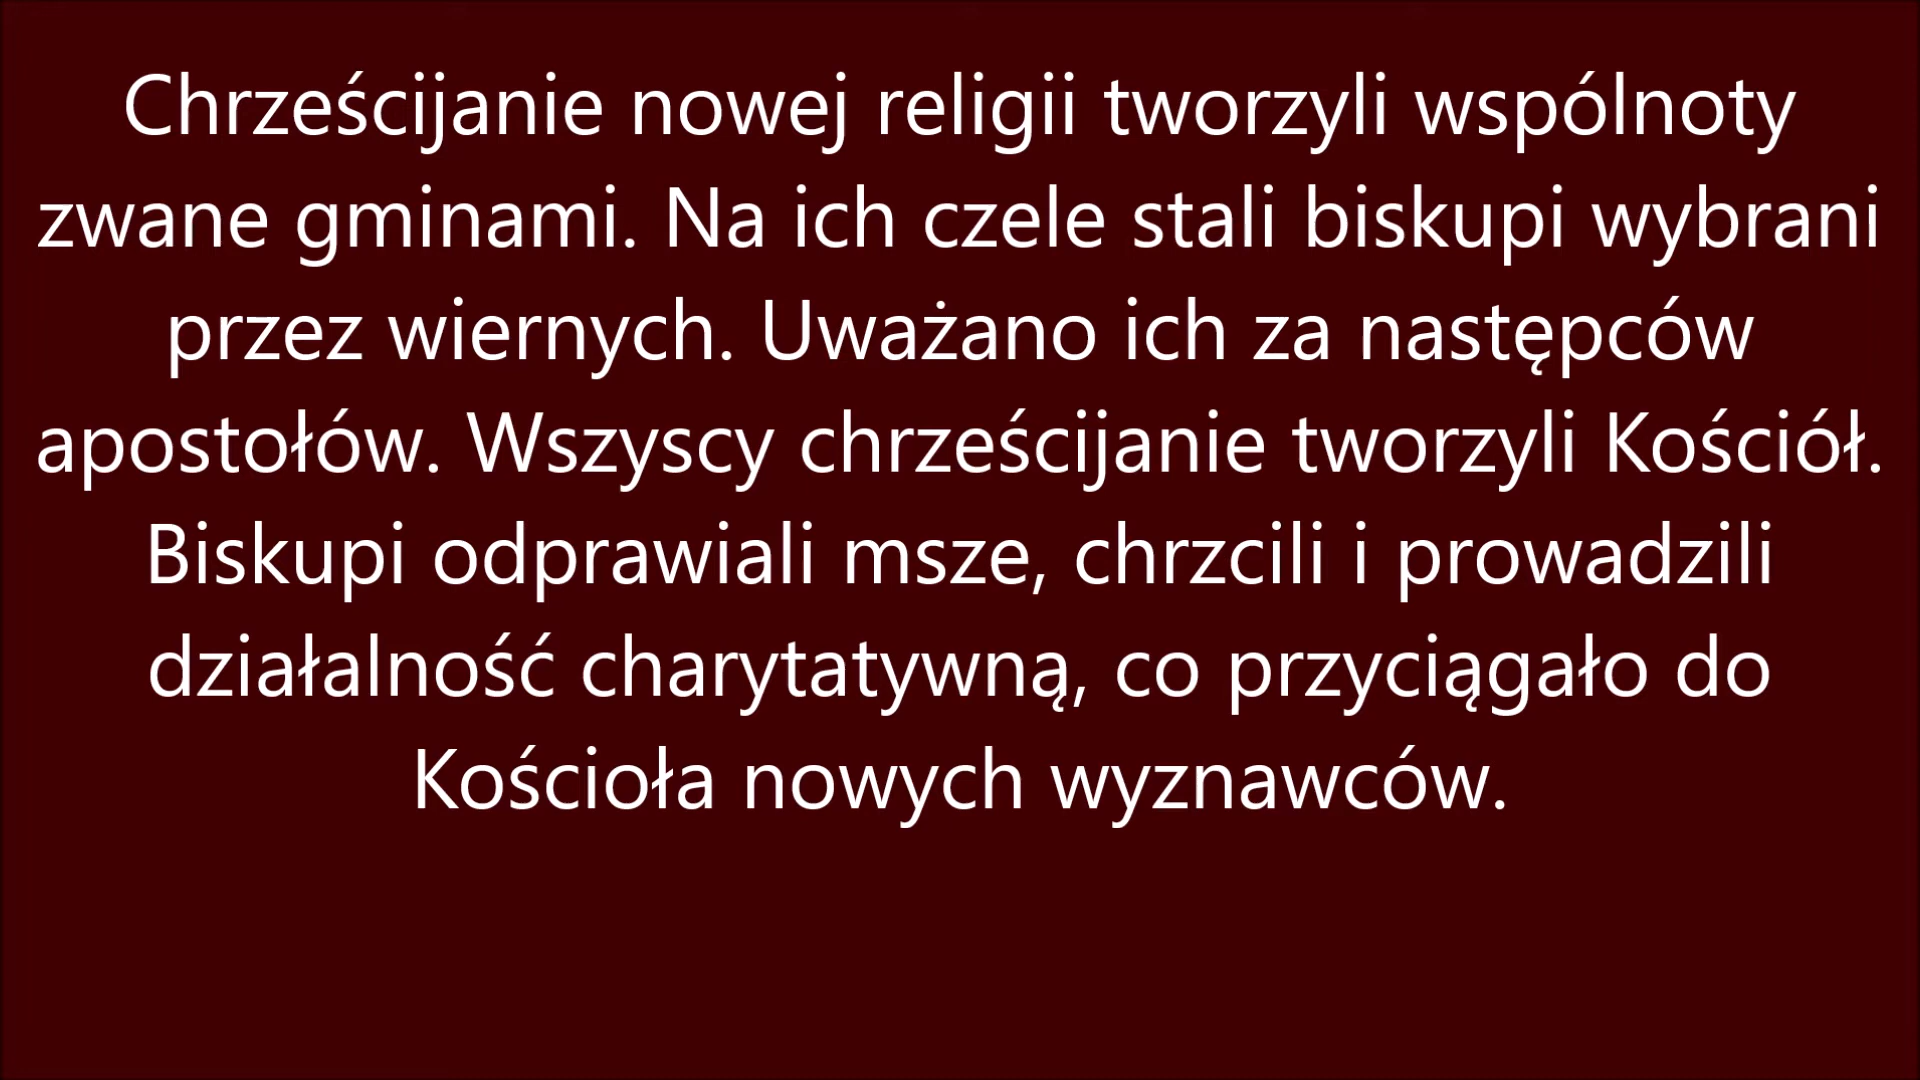 Chrześcijanie nowej religii tworzyli wspólnoty
zwane gminami. Na ich czele stali biskupi wybrani
przez wiernych. Uważano ich za następców
apostołów. Wszyscy chrześcijanie tworzyli Kościół.
Biskupi odprawiali msze, chrzcili i prowadzili
działalność charytatywną, co przyciągało do
Kościoła nowych wyznawców.